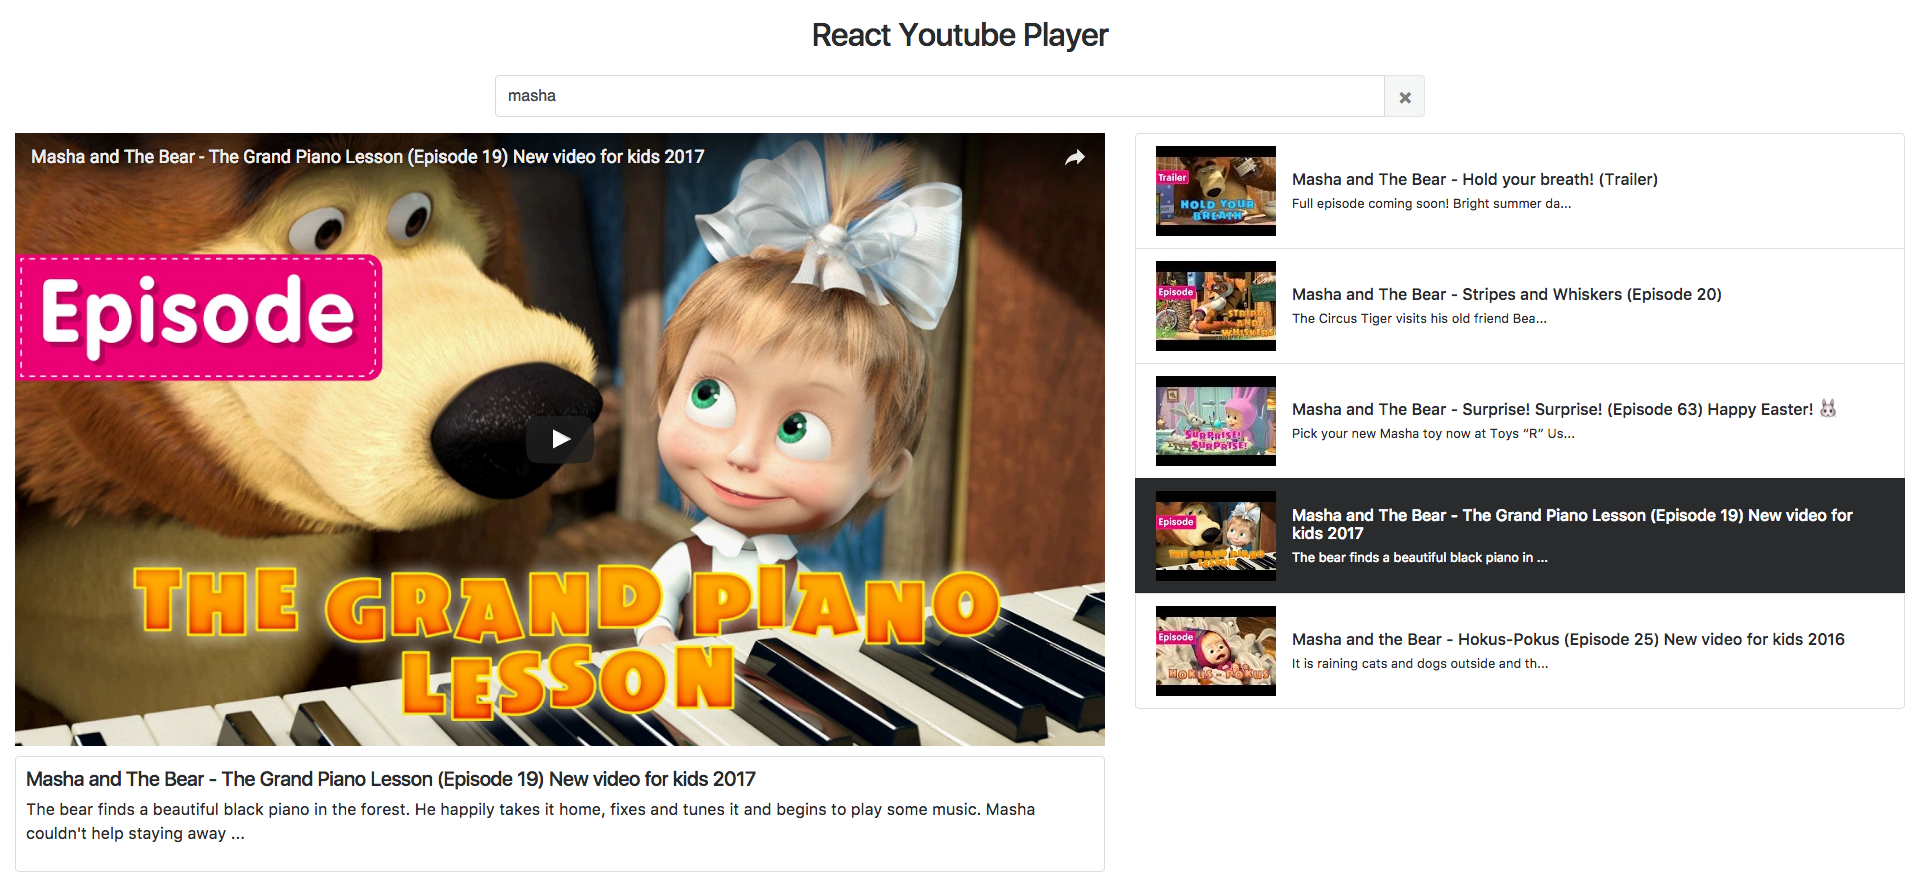 React Youtube Player
masha
Masha and The Bear - The Grand Piano Lesson (Episode 19) New video for kids 2017
Episode
THE GRAND PIANO
LESSON
Masha and The Bear - The Grand Piano Lesson (Episode 19) New video for kids 2017
The bear finds a beautiful black piano in the forest. He happily takes it home, fixes and tunes it and begins to play some music. Masha
couldn't help staying away ...
Trailer
HOLD YOUR
BREATH
Masha and The Bear - Hold your breath! (Trailer)
Full episode coming soon! Bright summer da...
Episode
STRIPES
AND
WHISKERS
Masha and The Bear - Stripes and Whiskers (Episode 20)
The Circus Tiger visits his old friend Bea...
SURPRISE!
SURPRISE!
Masha and The Bear - Surprise! Surprise! (Episode 63) Happy Easter! 🐰
Pick your new Masha toy now at Toys “R” Us...
Episode
THE GRAND PIANO
LESSON
Masha and The Bear - The Grand Piano Lesson (Episode 19) New video for
kids 2017
The bear finds a beautiful black piano in ...
Episode
HOKUS - POKUS
Masha and the Bear - Hokus-Pokus (Episode 25) New video for kids 2016
It is raining cats and dogs outside and th...